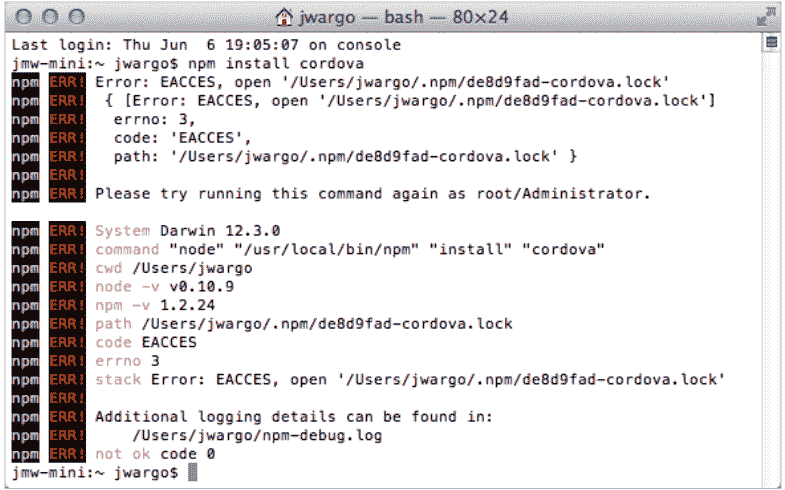 jwargo — bash — 80×24
Last login: Thu Jun  6 19:05:07 on console
jmw-mini:~ jwargo$ npm install cordova
npm ERR! Error: EACCES, open '/Users/jwargo/.npm/de8d9fad-cordova.lock'
npm ERR!  { [Error: EACCES, open '/Users/jwargo/.npm/de8d9fad-cordova.lock']
npm ERR!   errno: 3,
npm ERR!   code: 'EACCES',
npm ERR!   path: '/Users/jwargo/.npm/de8d9fad-cordova.lock' }
npm ERR!
npm ERR! Please try running this command again as root/Administrator.
npm ERR! System Darwin 12.3.0
npm ERR! command "node" "/usr/local/bin/npm" "install" "cordova"
npm ERR! cwd /Users/jwargo
npm ERR! node -v v0.10.9
npm ERR! npm -v 1.2.24
npm ERR! path /Users/jwargo/.npm/de8d9fad-cordova.lock
npm ERR! code EACCES
npm ERR! errno 3
npm ERR! stack Error: EACCES, open '/Users/jwargo/.npm/de8d9fad-cordova.lock'
npm ERR!
npm ERR! Additional logging details can be found in:
npm ERR!     /Users/jwargo/npm-debug.log
npm ERR! not ok code 0
jmw-mini:~ jwargo$